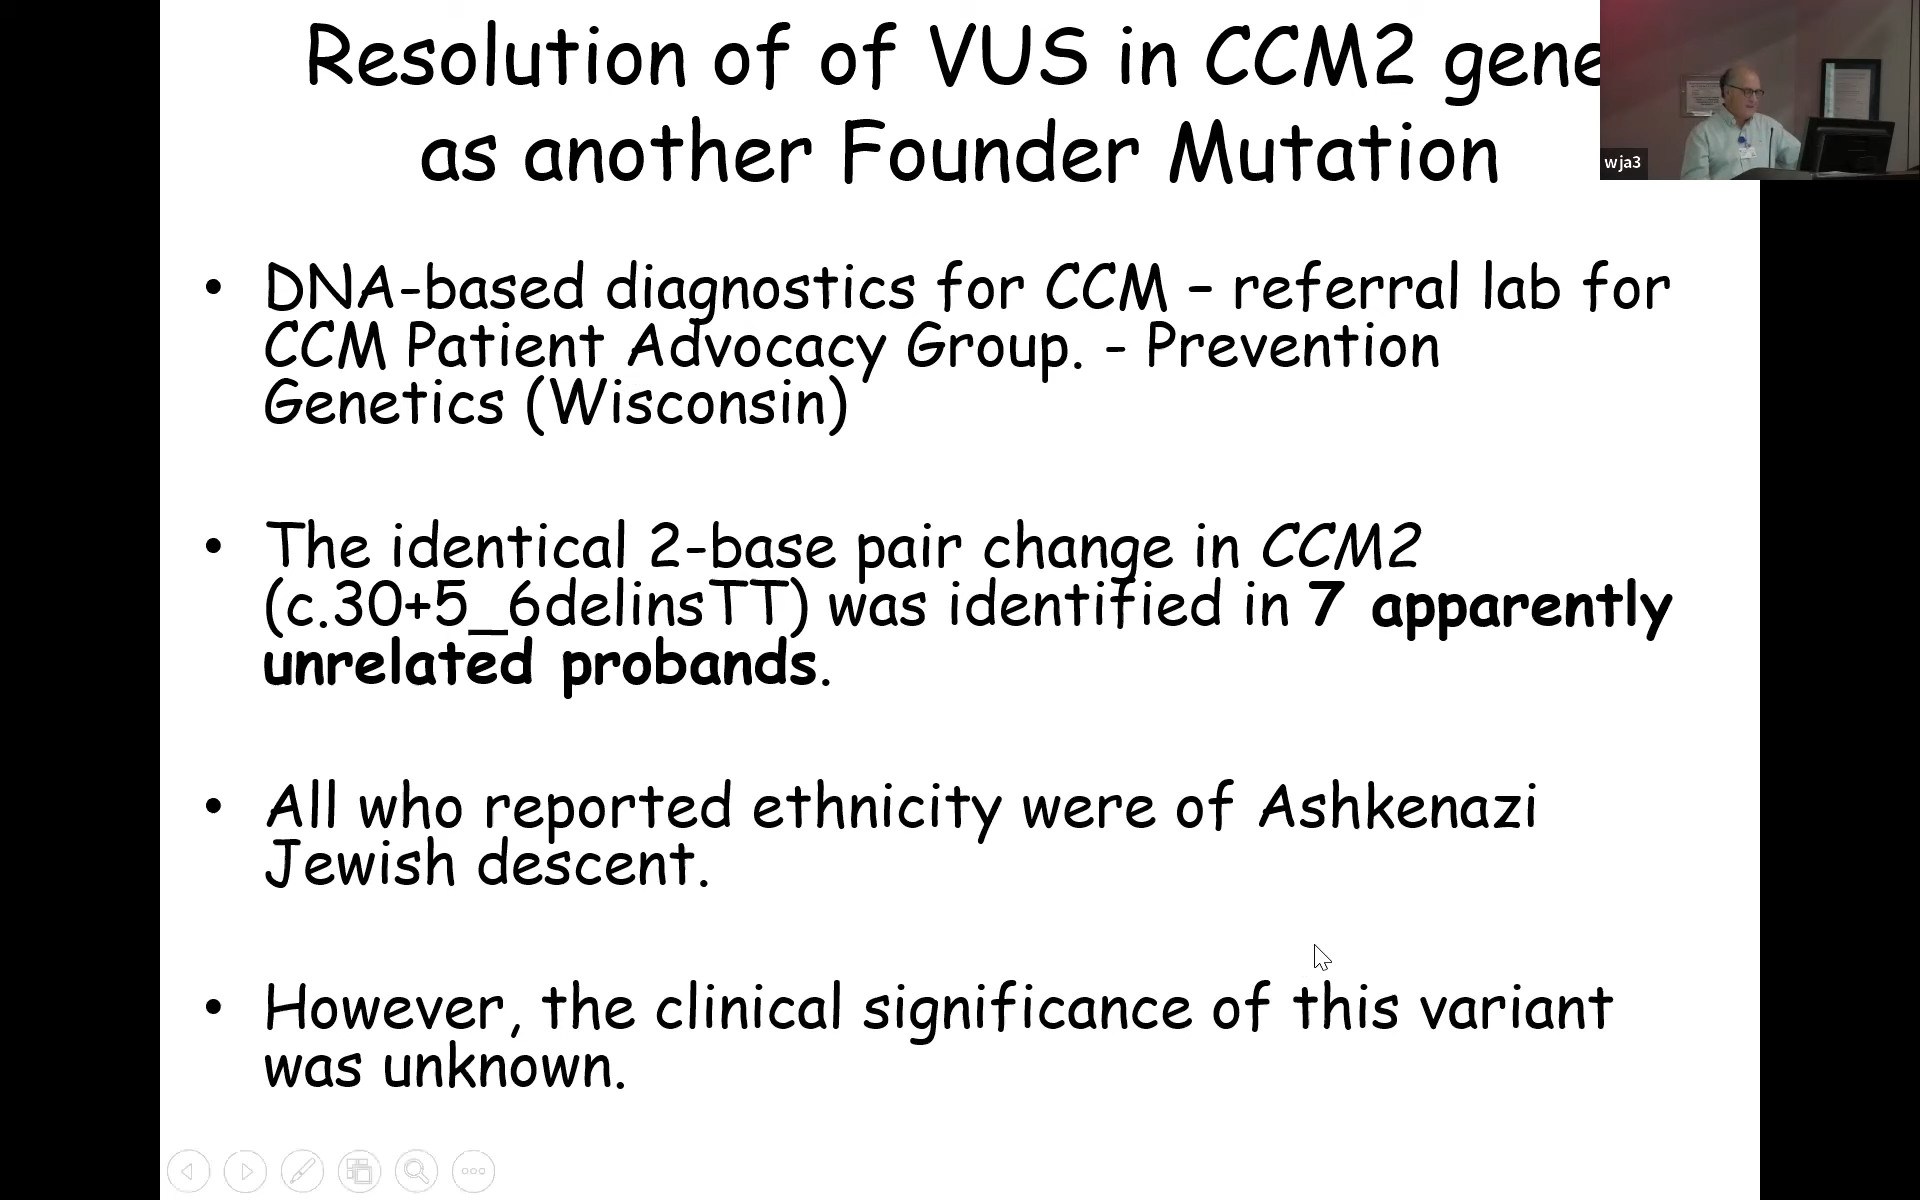 Resolution of of VUS in CCM2 gene
as another Founder Mutation
wja3
• DNA-based diagnostics for CCM – referral lab for
CCM Patient Advocacy Group. - Prevention
Genetics (Wisconsin)
• The identical 2-base pair change in CCM2
(c.30+5_6delinsTT) was identified in 7 apparently
unrelated probands.
• All who reported ethnicity were of Ashkenazi
Jewish descent.
• However, the clinical significance of this variant
was unknown.